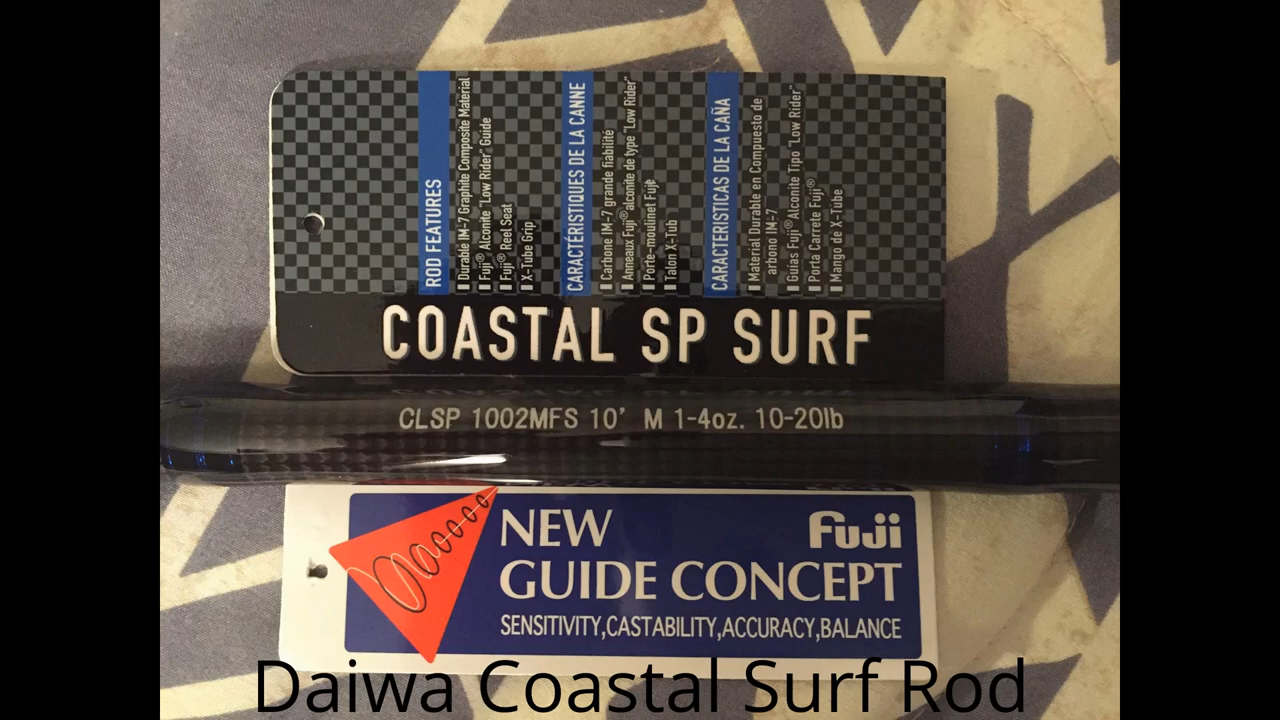 ROD FEATURES
■ Durable IM-7 Graphite Composite Material
■ Fuji® Alconite "Low Rider" Guide
■ Fuji® Reel Seat
■ X-Tube Grip
CARACTÉRISTIQUES DE LA CANNE
■ Carbone IM-7 grande fiabilité
■ Anneaux Fuji® alconite de type "Low Rider"
■ Porte-moulinet Fuji
■ Talon X-Tub
CARACTERISTICAS DE LA CAÑA
■ Material Durable en Compuesto de
arbono IM-7
■ Guias Fuji® Alconite Tipo "Low Rider"
■ Porta Carrete Fuji®
■ Mango de X-Tube
COASTAL SP SURF
CLSP 1002MFS 10' M 1-4oz. 10-20lb
NEW
Fuji
GUIDE CONCEPT
SENSITIVITY,CASTABILITY,ACCURACY,BALANCE
Daiwa Coastal Surf Rod